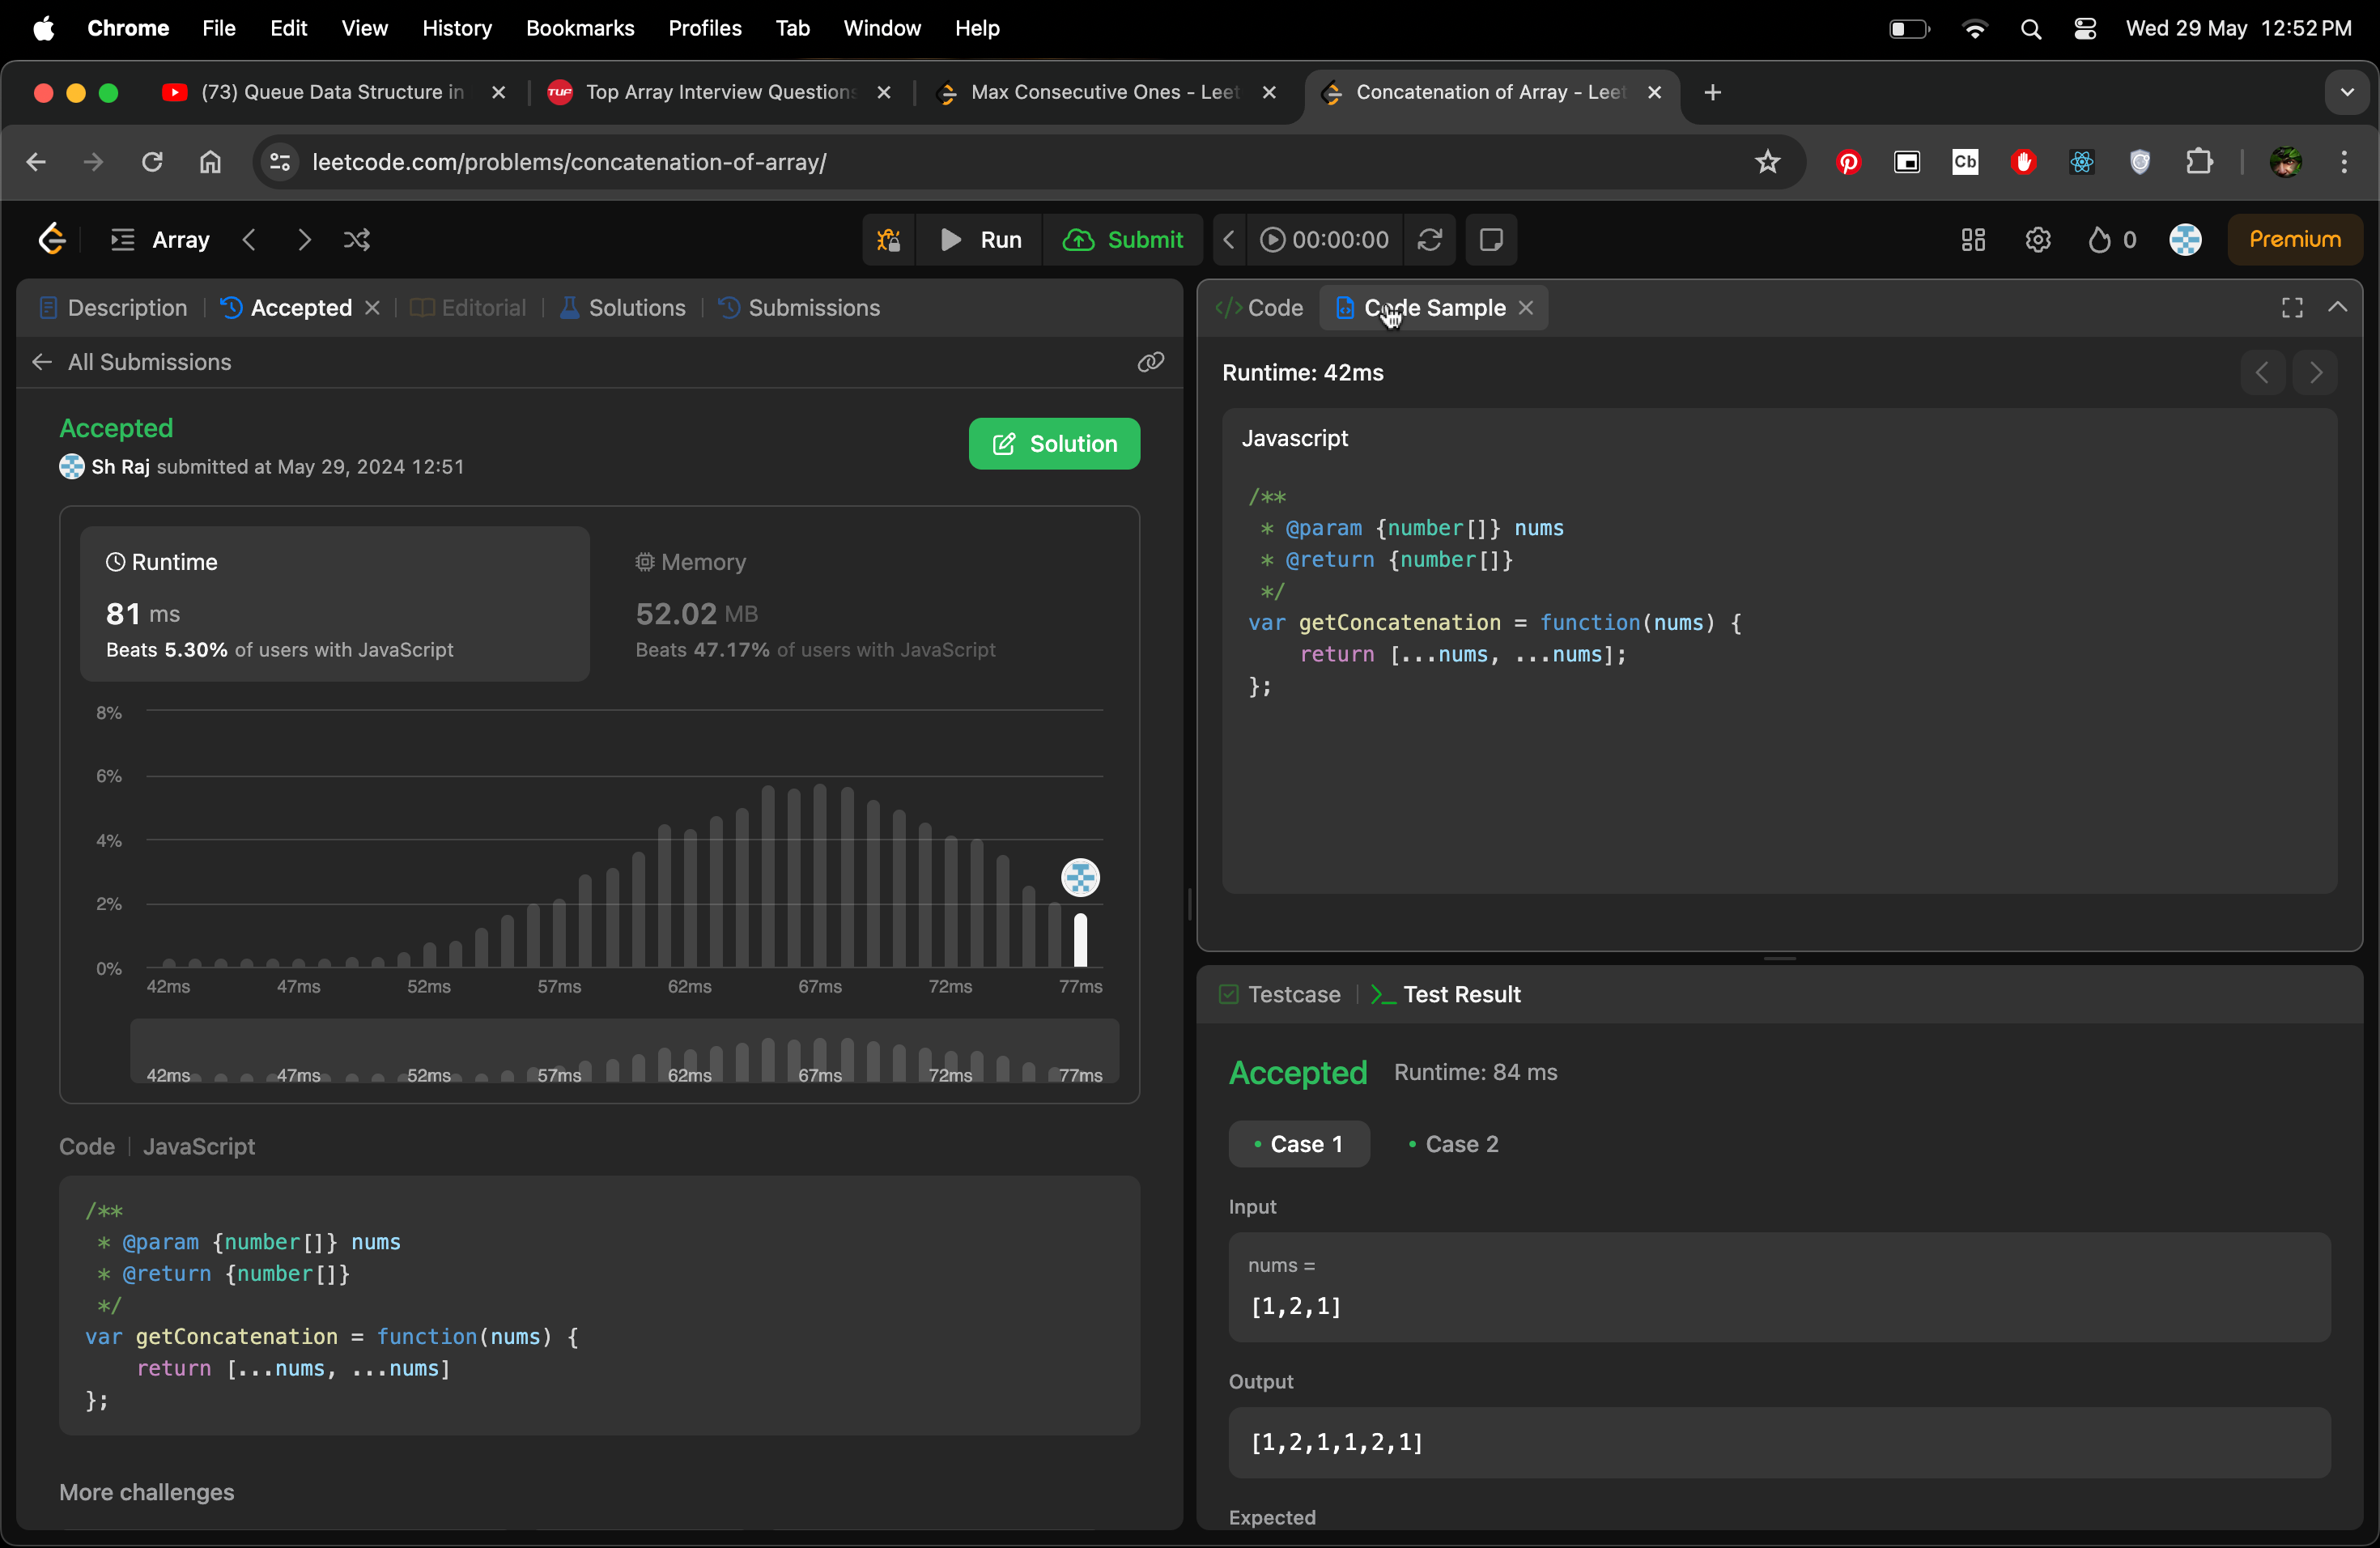 Chrome File Edit View History Bookmarks Profiles Tab Window Help Wed 29 May 12:52 PM
(73) Queue Data Structure in
TUF Top Array Interview Questions
Max Consecutive Ones - Leet
Concatenation of Array - Leet
leetcode.com/problems/concatenation-of-array/
Cb
Array
Run
Submit
00:00:00
0
Premium
Description
Accepted
Editorial
Solutions
Submissions
All Submissions
Accepted
Sh Raj submitted at May 29, 2024 12:51
Solution
Runtime
81 ms
Beats 5.30% of users with JavaScript
Memory
52.02 MB
Beats 47.17% of users with JavaScript
8%
6%
4%
2%
0%
42ms 47ms 52ms 57ms 62ms 67ms 72ms 77ms
42ms 47ms 52ms 57ms 62ms 67ms 72ms 77ms
Code | JavaScript
/**
 * @param {number[]} nums
 * @return {number[]}
 */
var getConcatenation = function(nums) {
    return [...nums, ...nums]
};
More challenges
</> Code
Code Sample
Runtime: 42ms
Javascript
/**
 * @param {number[]} nums
 * @return {number[]}
 */
var getConcatenation = function(nums) {
    return [...nums, ...nums];
};
Testcase
>_ Test Result
Accepted Runtime: 84 ms
• Case 1 • Case 2
Input
nums =
[1,2,1]
Output
[1,2,1,1,2,1]
Expected